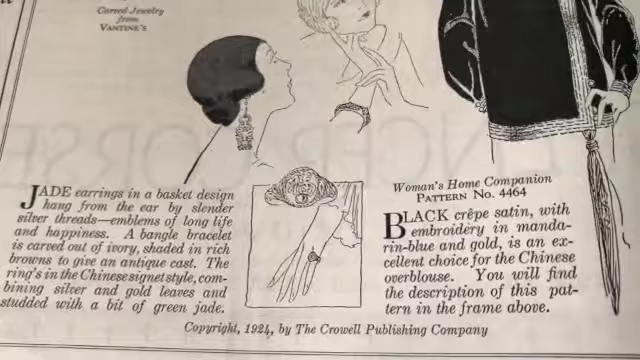 Carved Jewelry
from
VANTINE'S
JADE earrings in a basket design
hang from the ear by slender
silver threads—emblems of long life
and happiness. A bangle bracelet
is carved out of ivory, shaded in rich
browns to give an antique cast. The
ring's in the Chinese signet style, com-
bining silver and gold leaves and
studded with a bit of green jade.
Woman's Home Companion
PATTERN No. 4464
BLACK crêpe satin, with
embroidery in manda-
rin-blue and gold, is an ex-
cellent choice for the Chinese
overblouse. You will find
the description of this pat-
tern in the frame above.
Copyright, 1924, by The Crowell Publishing Company